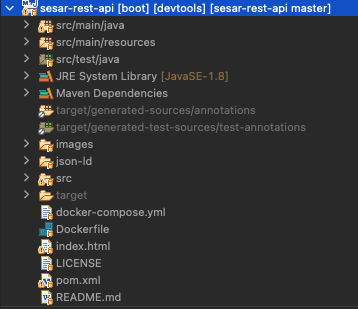 sesar-rest-api [boot] [devtools] [sesar-rest-api master]
src/main/java
src/main/resources
src/test/java
JRE System Library [JavaSE-1.8]
Maven Dependencies
target/generated-sources/annotations
target/generated-test-sources/test-annotations
images
json-ld
src
target
docker-compose.yml
Dockerfile
index.html
LICENSE
pom.xml
README.md